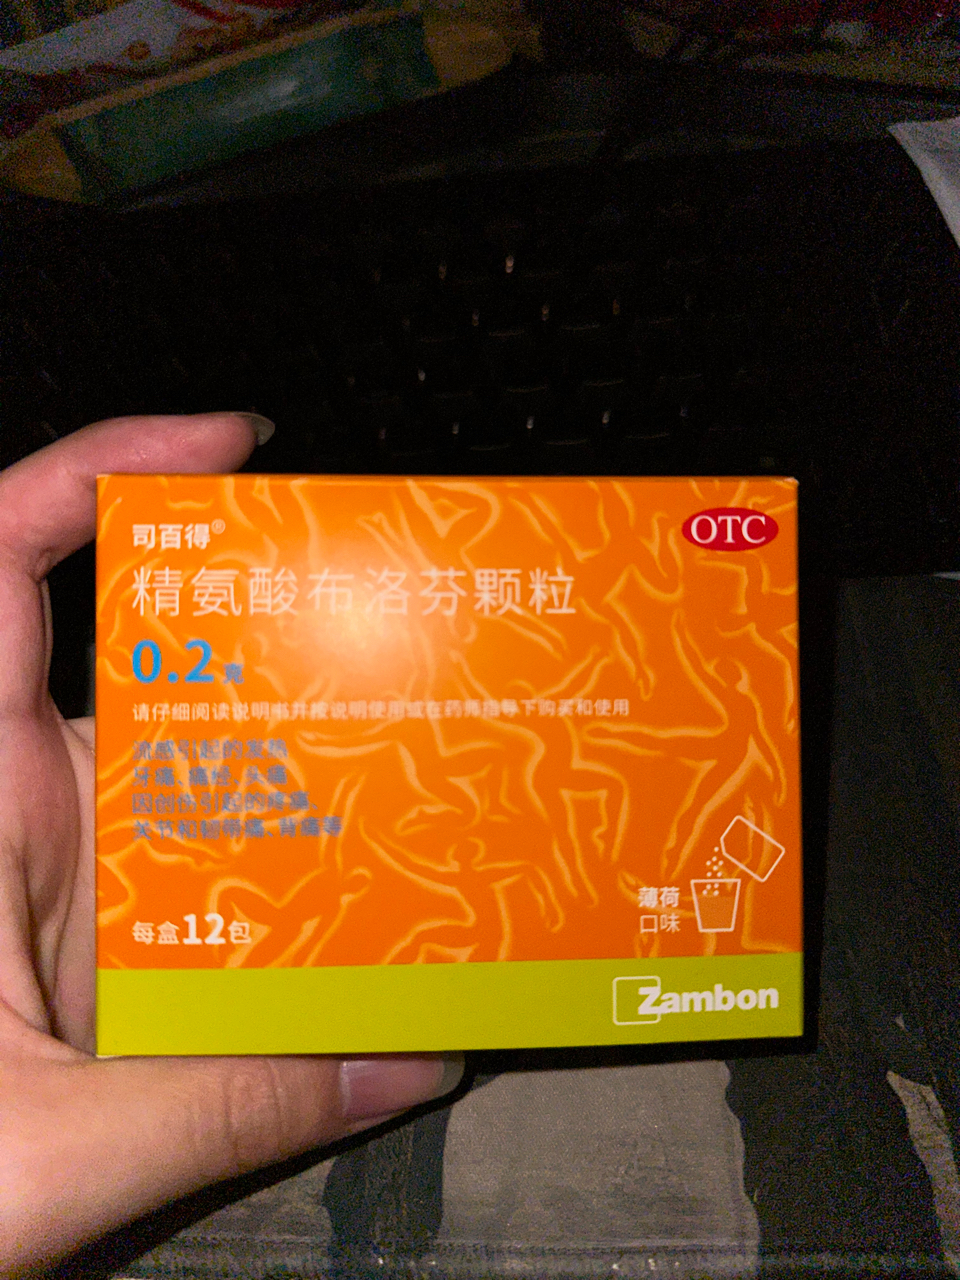 司百得®
OTC
精氨酸布洛芬颗粒
0.2克
请仔细阅读说明书并按说明使用或在药师指导下购买和使用
流感引起的发热
牙痛、痛经、头痛
因创伤引起的疼痛、
关节和韧带痛、背痛等
薄荷
口味
每盒12包
Zambon